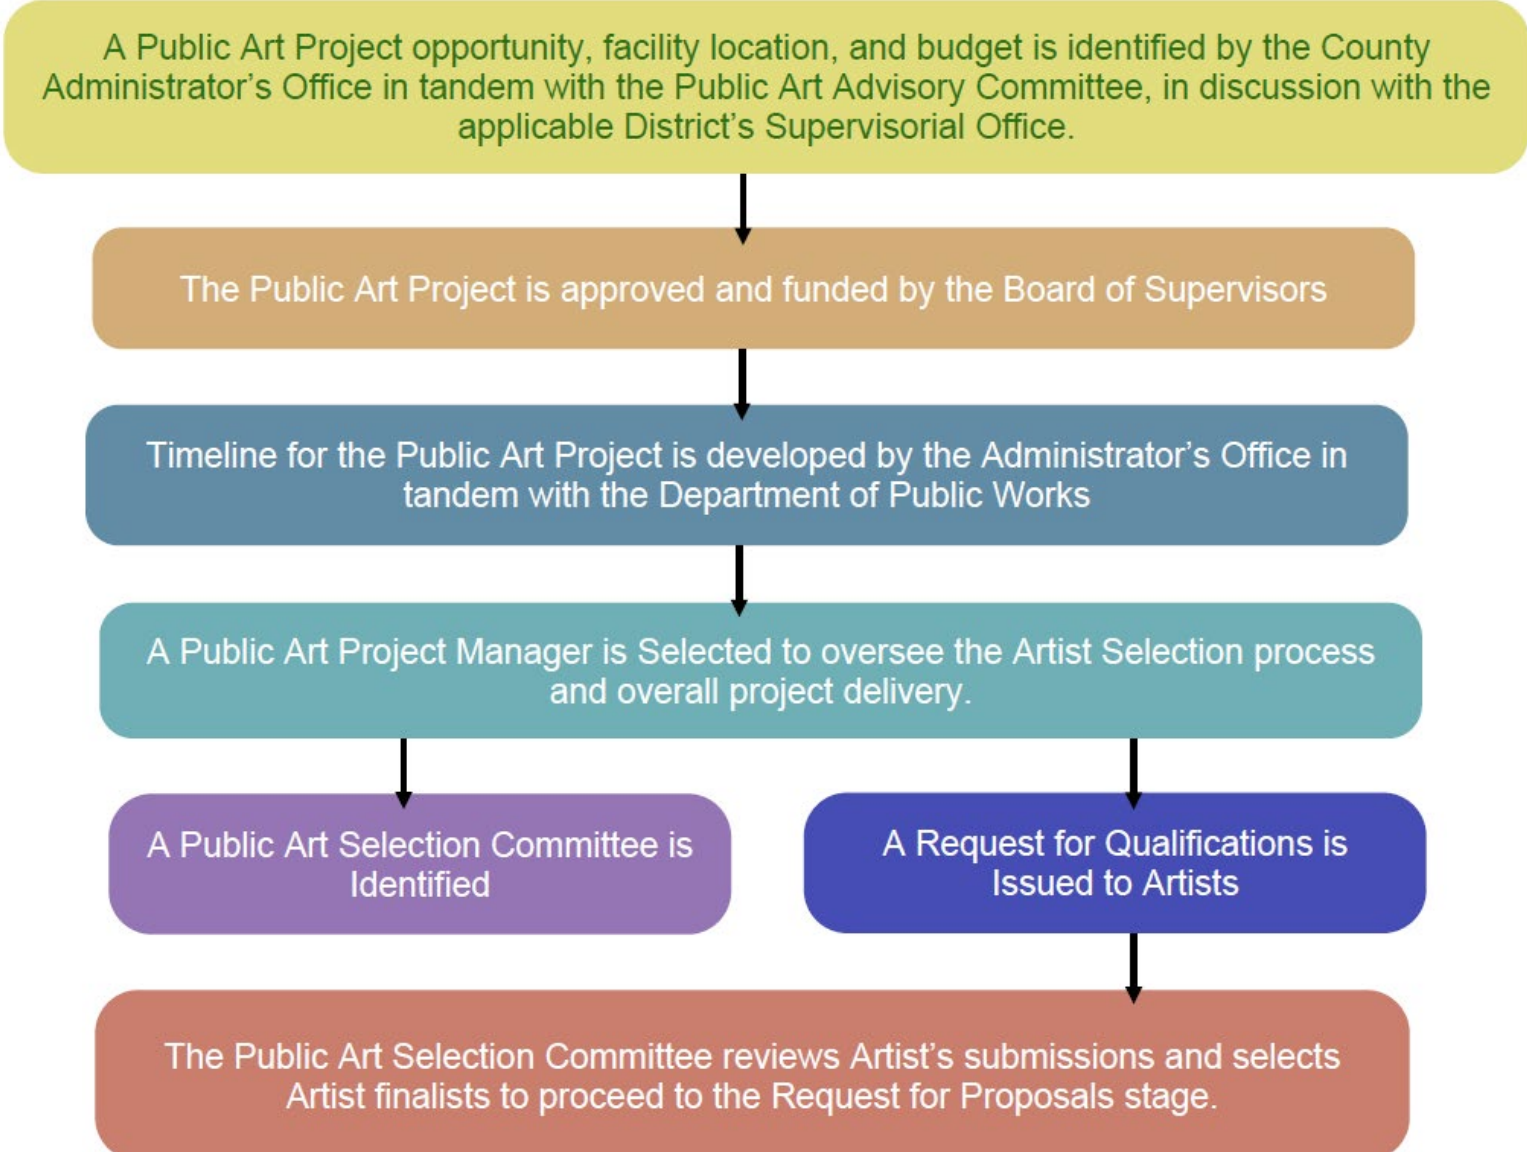 A Public Art Project opportunity, facility location, and budget is identified by the County
Administrator’s Office in tandem with the Public Art Advisory Committee, in discussion with the
applicable District’s Supervisorial Office.
The Public Art Project is approved and funded by the Board of Supervisors
Timeline for the Public Art Project is developed by the Administrator’s Office in
tandem with the Department of Public Works
A Public Art Project Manager is Selected to oversee the Artist Selection process
and overall project delivery.
A Public Art Selection Committee is
Identified
A Request for Qualifications is
Issued to Artists
The Public Art Selection Committee reviews Artist’s submissions and selects
Artist finalists to proceed to the Request for Proposals stage.